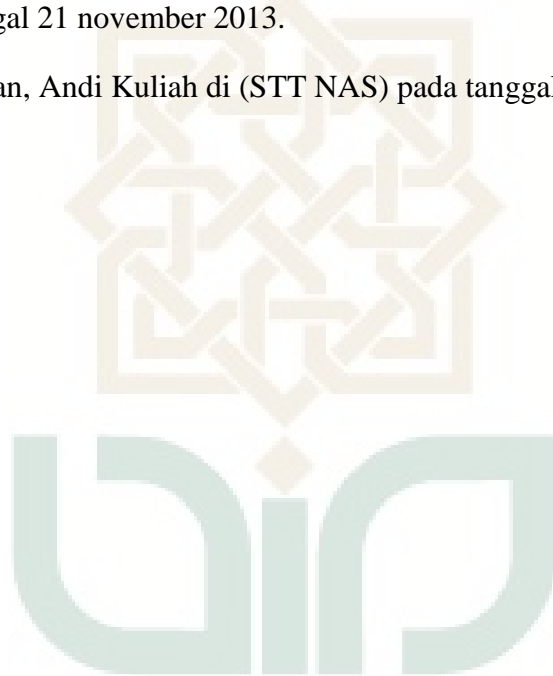 gal 21 november 2013.
an, Andi Kuliah di (STT NAS) pada tanggal